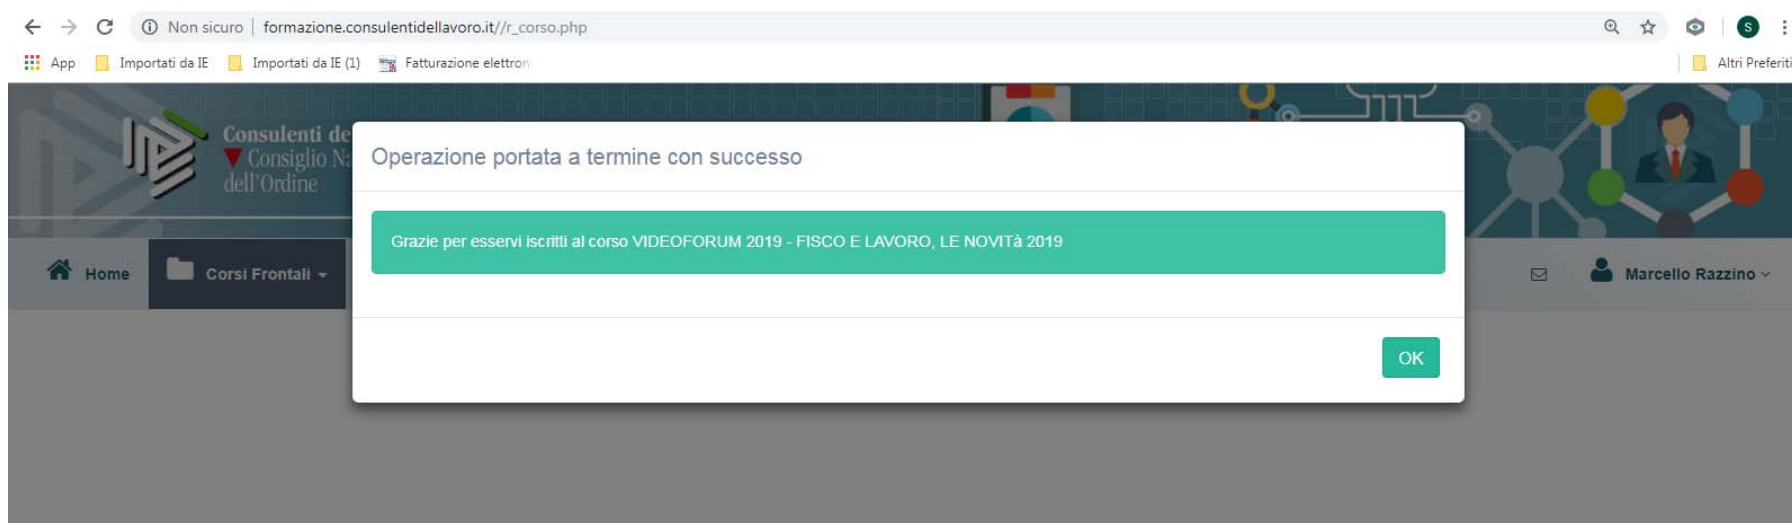 Non sicuro | formazione.consulentidellavoro.it//r_corso.php
S
App Importati da IE Importati da IE (1) Fatturazione elettron Altri Preferiti
Consulenti de
Consiglio Na
dell'Ordine
Operazione portata a termine con successo
Grazie per esservi iscritti al corso VIDEOFORUM 2019 - FISCO E LAVORO, LE NOVITà 2019
Home Corsi Frontali Marcello Razzino
OK